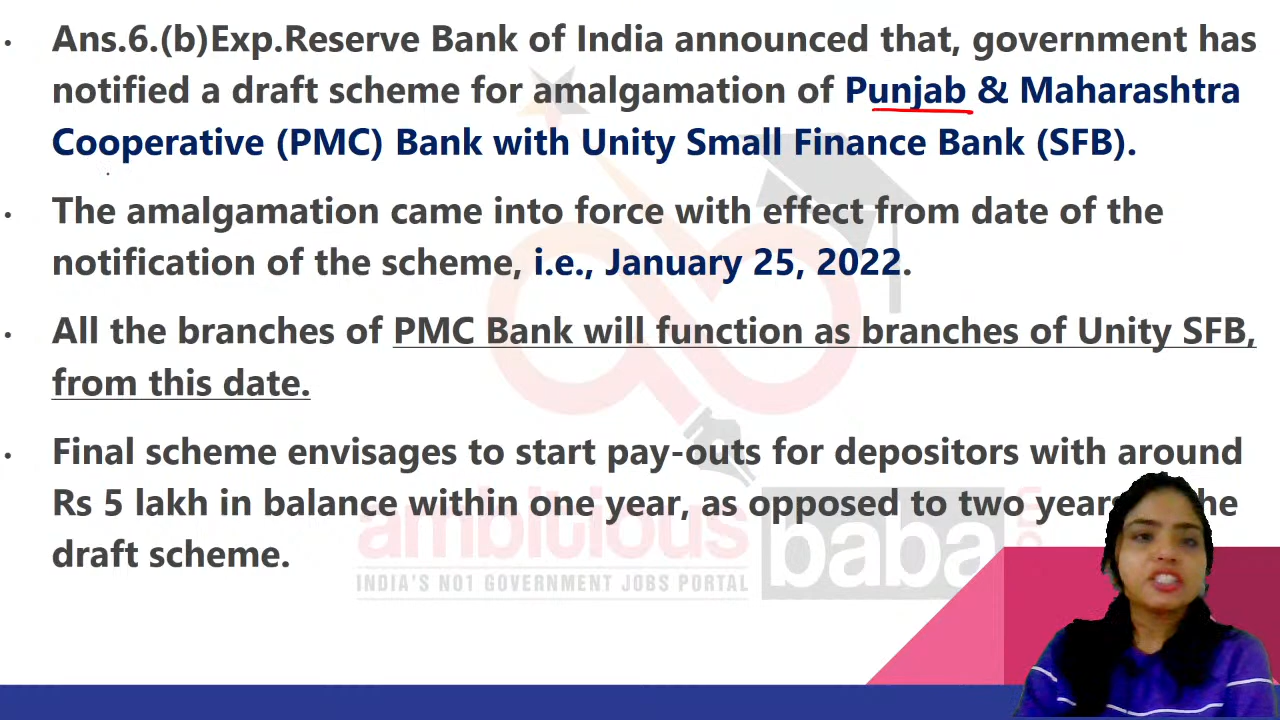 Ans.6.(b)Exp.Reserve Bank of India announced that, government has
notified a draft scheme for amalgamation of Punjab & Maharashtra
Cooperative (PMC) Bank with Unity Small Finance Bank (SFB).
The amalgamation came into force with effect from date of the
notification of the scheme, i.e., January 25, 2022.
All the branches of PMC Bank will function as branches of Unity SFB,
from this date.
Final scheme envisages to start pay-outs for depositors with around
Rs 5 lakh in balance within one year, as opposed to two years
draft scheme.
ambitious baba
INDIA'S NO1 GOVERNMENT JOBS PORTAL